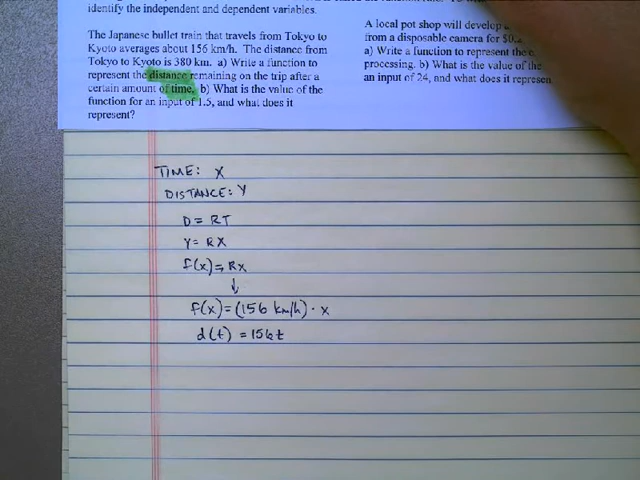 identify the independent and dependent variables.
The Japanese bullet train that travels from Tokyo to
Kyoto averages about 156 km/h. The distance from
Tokyo to Kyoto is 380 km. a) Write a function to
represent the distance remaining on the trip after a
certain amount of time. b) What is the value of the
function for an input of 1.5, and what does it
represent?
A local pot shop will develop
from a disposable camera for
a) Write a function to represent the
processing. b) What is the value of the
an input of 24, and what does it represen
TIME: X
DISTANCE: Y
D = RT
Y = RX
f(x) = RX
↓
f(x) = (156 km/h) · x
d(t) = 156t